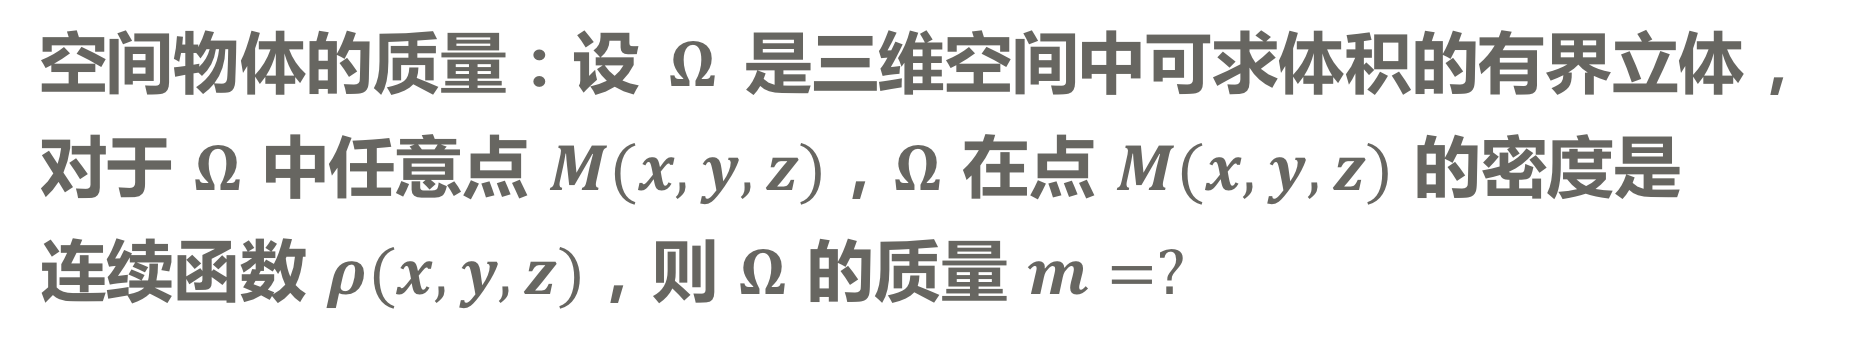 空间物体的质量：设 Ω 是三维空间中可求体积的有界立体，
对于 Ω 中任意点 M(x, y, z)，Ω 在点 M(x, y, z) 的密度是
连续函数 ρ(x, y, z)，则 Ω 的质量 m =?